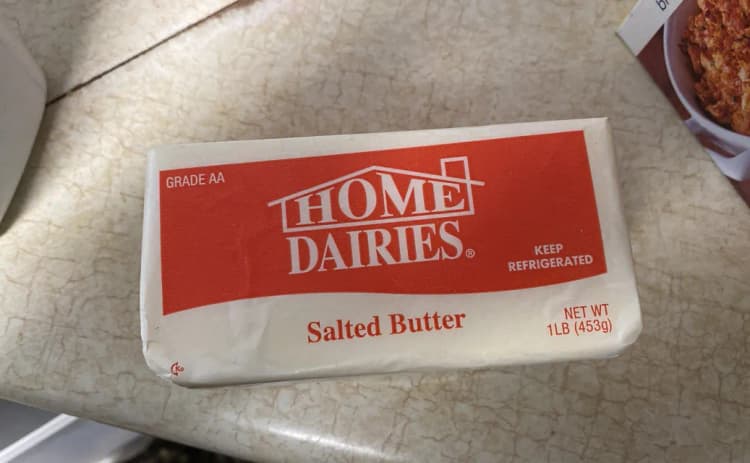 GRADE AA
HOME
DAIRIES®
KEEP
REFRIGERATED
Salted Butter
NET WT
1LB (453g)